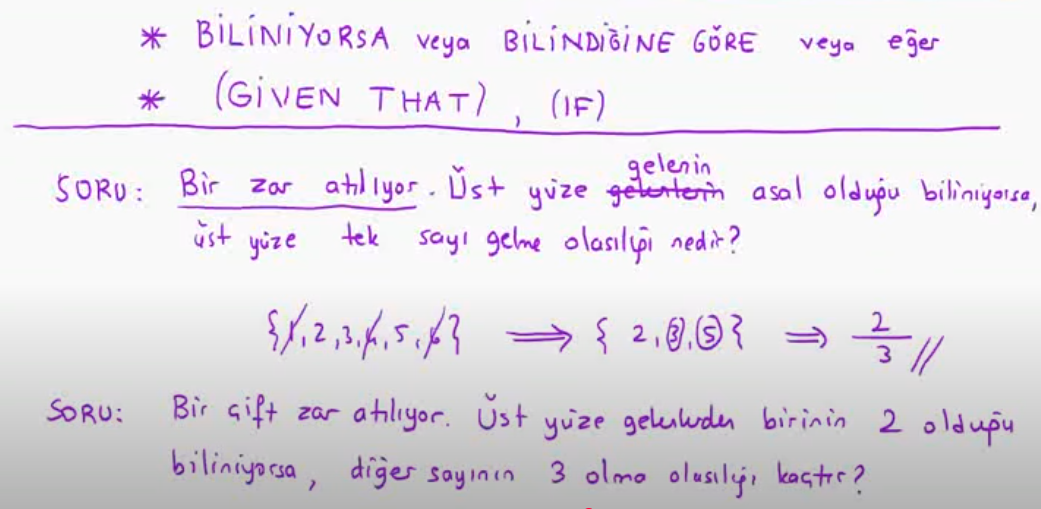 * BİLİNİYORSA veya BİLİNDİĞİNE GÖRE veya eğer
* (GİVEN THAT), (IF)
SORU: Bir zar atılıyor. Üst yüze gelenin asal olduğu biliniyorsa,
üst yüze tek sayı gelme olasılığı nedir?
{1,2,3,4,5,6} ⟹ {2,3,5} ⟹ 2/3 //
SORU: Bir çift zar atılıyor. Üst yüze gelenlerden birinin 2 olduğu
biliniyorsa, diğer sayının 3 olma olasılığı kaçtır?